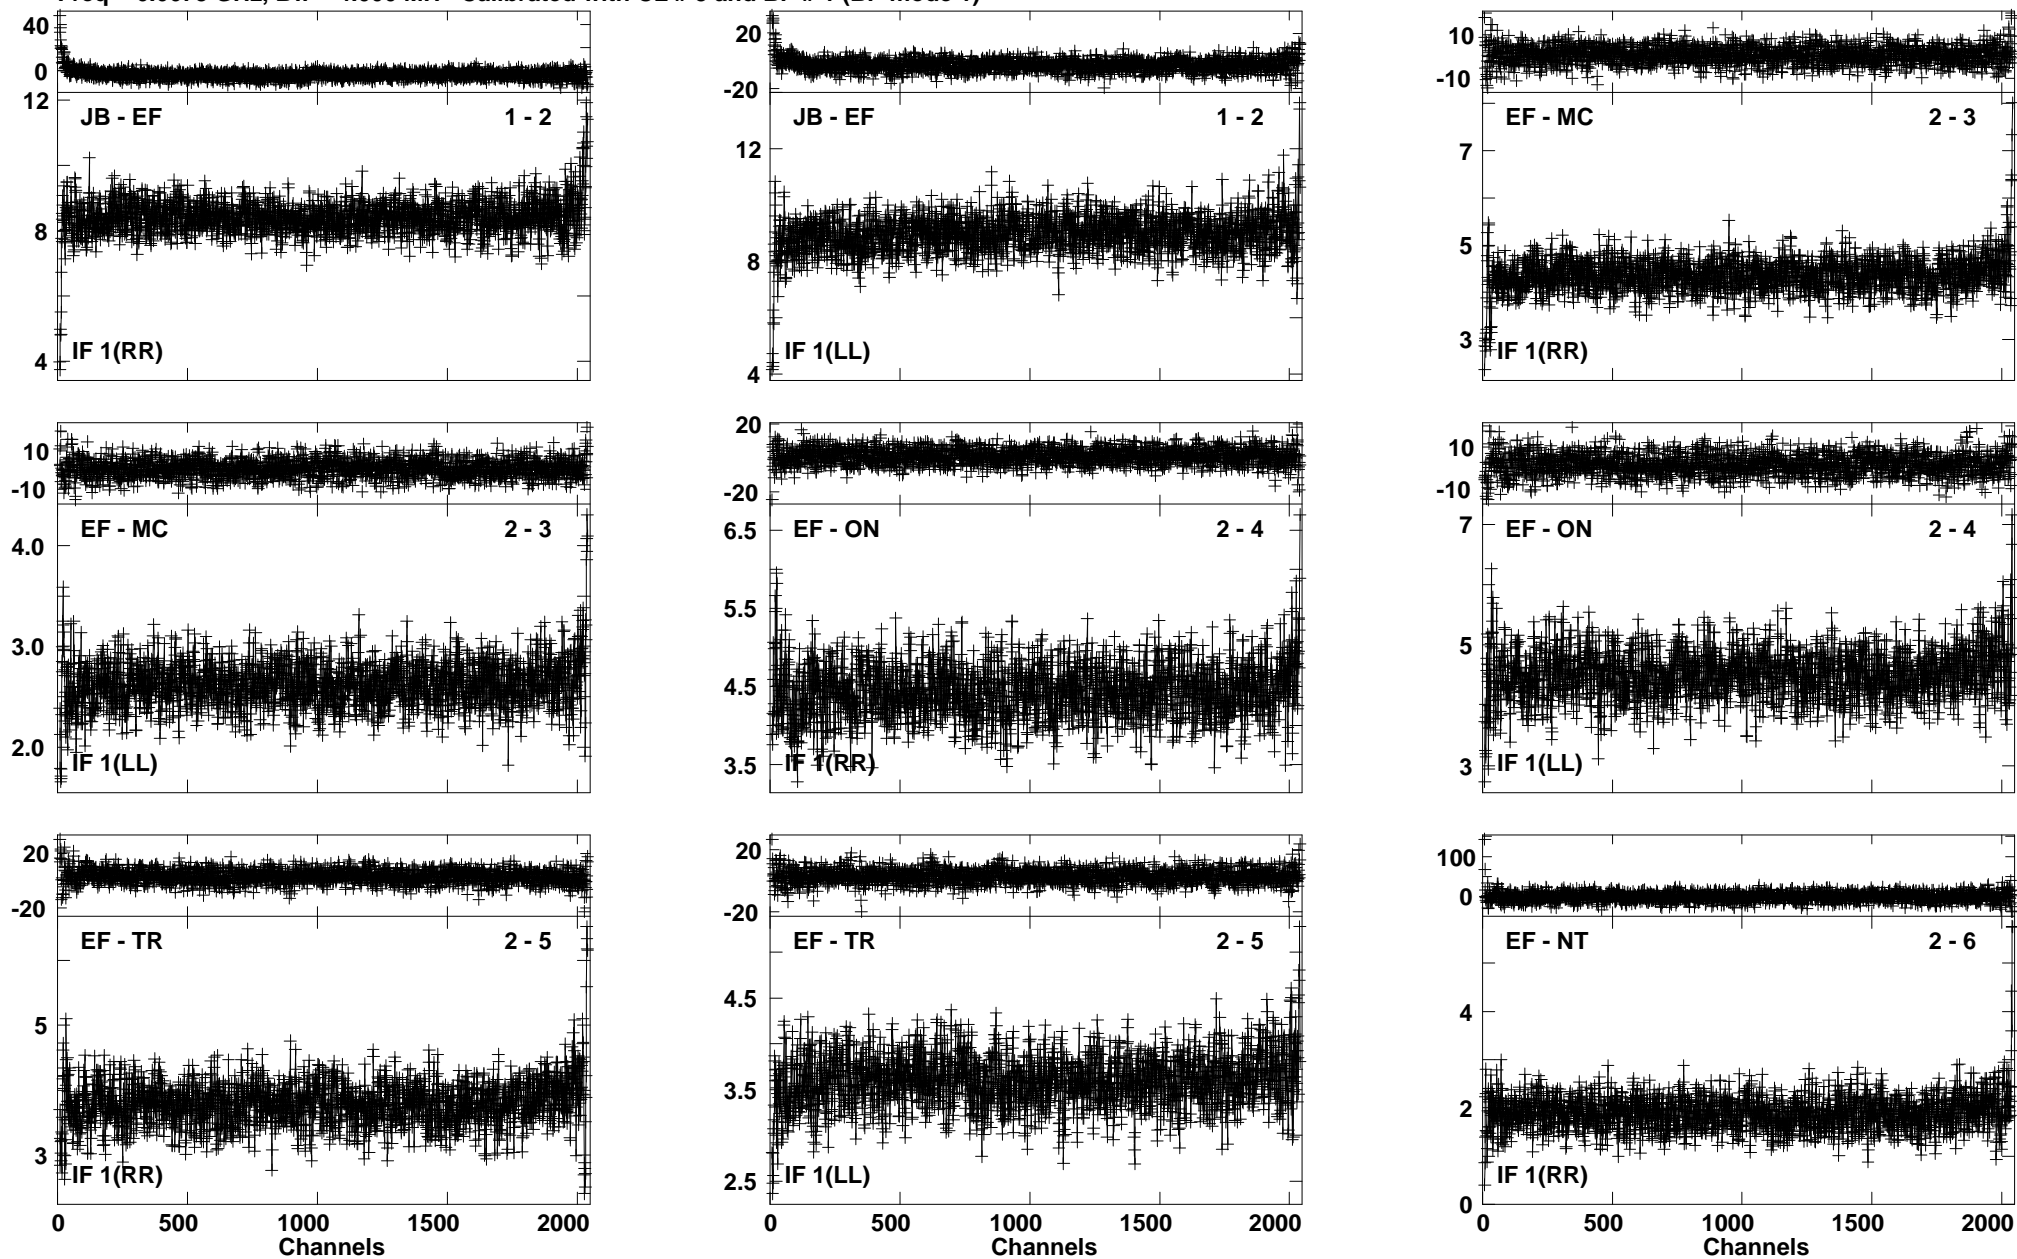 40
0
12
8
4
JB - EF 1 - 2
IF 1(RR)
20
-20
12
8
4
JB - EF 1 - 2
IF 1(LL)
10
-10
7
5
3
EF - MC 2 - 3
IF 1(RR)
10
-10
4.0
3.0
2.0
EF - MC 2 - 3
IF 1(LL)
20
-20
6.5
5.5
4.5
3.5
EF - ON 2 - 4
IF 1(RR)
10
-10
7
5
3
EF - ON 2 - 4
IF 1(LL)
20
-20
5
3
EF - TR 2 - 5
IF 1(RR)
0 500 1000 1500 2000
Channels
20
-20
4.5
3.5
2.5
EF - TR 2 - 5
IF 1(LL)
0 500 1000 1500 2000
Channels
100
0
4
2
0
EF - NT 2 - 6
IF 1(RR)
0 500 1000 1500 2000
Channels